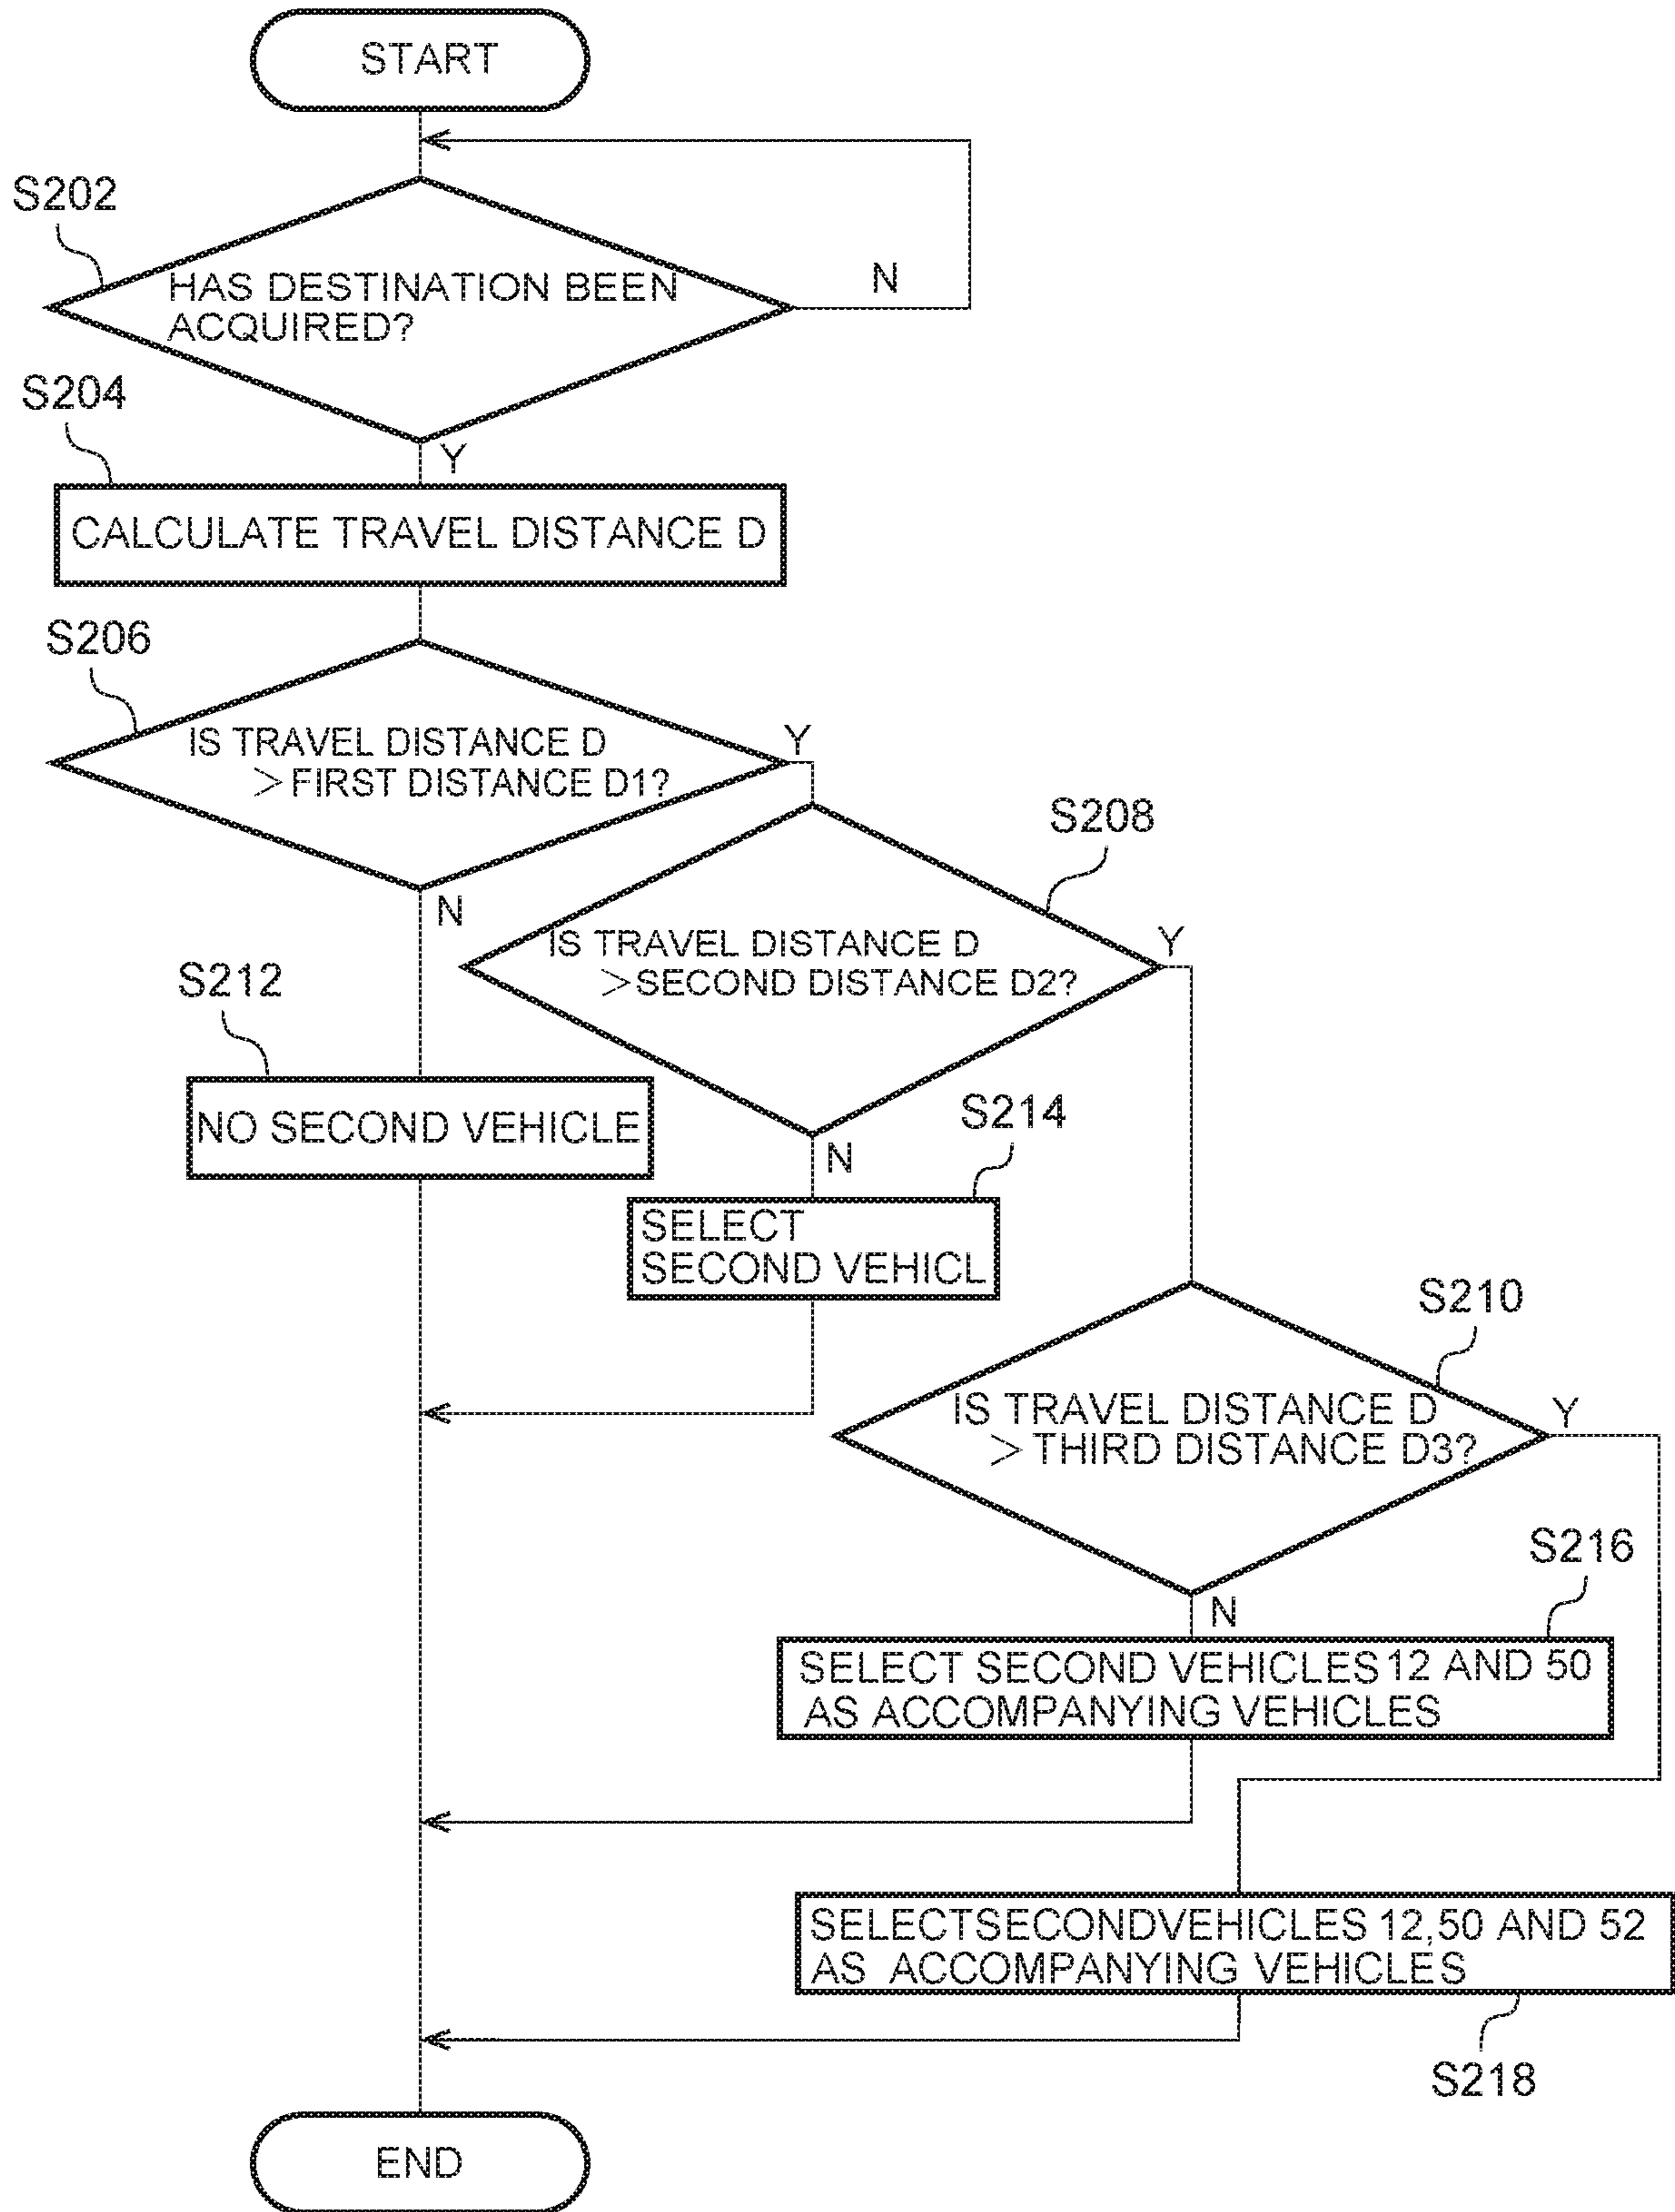 START
S202
HAS DESTINATION BEEN
ACQUIRED?
N
S204
Y
CALCULATE TRAVEL DISTANCE D
S206
IS TRAVEL DISTANCE D
> FIRST DISTANCE D1?
Y
N
S208
IS TRAVEL DISTANCE D
>SECOND DISTANCE D2?
Y
S212
NO SECOND VEHICLE
N
S214
SELECT
SECOND VEHICL
S210
IS TRAVEL DISTANCE D
> THIRD DISTANCE D3?
Y
N
S216
SELECT SECOND VEHICLES 12 AND 50
AS ACCOMPANYING VEHICLES
SELECTSECONDVEHICLES 12,50 AND 52
AS ACCOMPANYING VEHICLES
S218
END